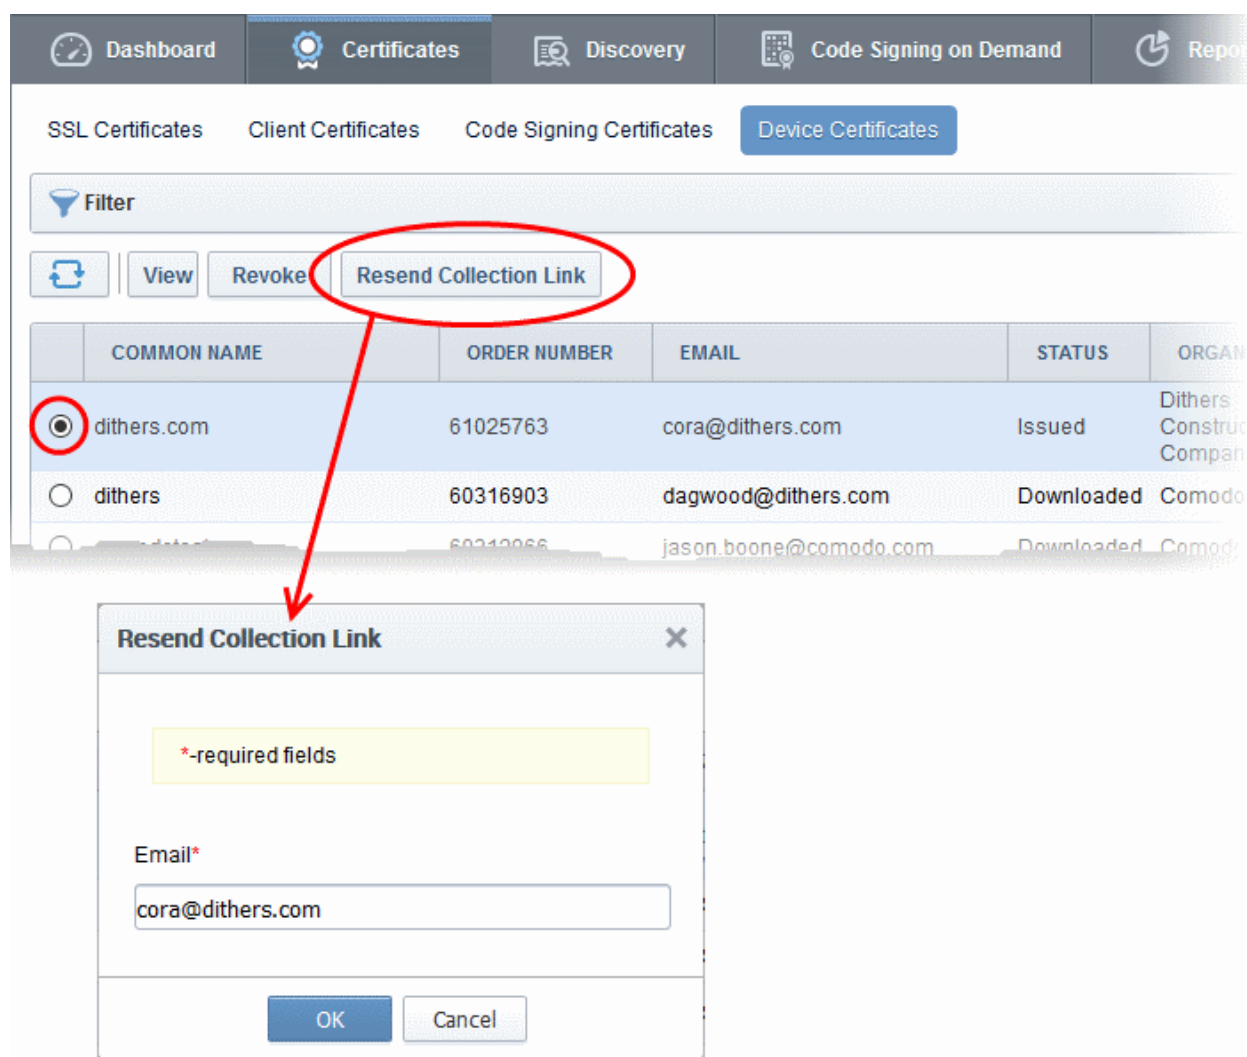 Dashboard Certificates Discovery Code Signing on Demand
SSL Certificates Client Certificates Code Signing Certificates Device Certificates
Filter
View Revoke Resend Collection Link
COMMON NAME ORDER NUMBER EMAIL STATUS
Dithers
dithers.com 61025763 cora@dithers.com Issued
dithers 60316903 dagwood@dithers.com Downloaded Comodo
jason.boone@comodo.com Downloaded
Resend Collection Link
*-required fields
Email*
cora@dithers.com
OK Cancel